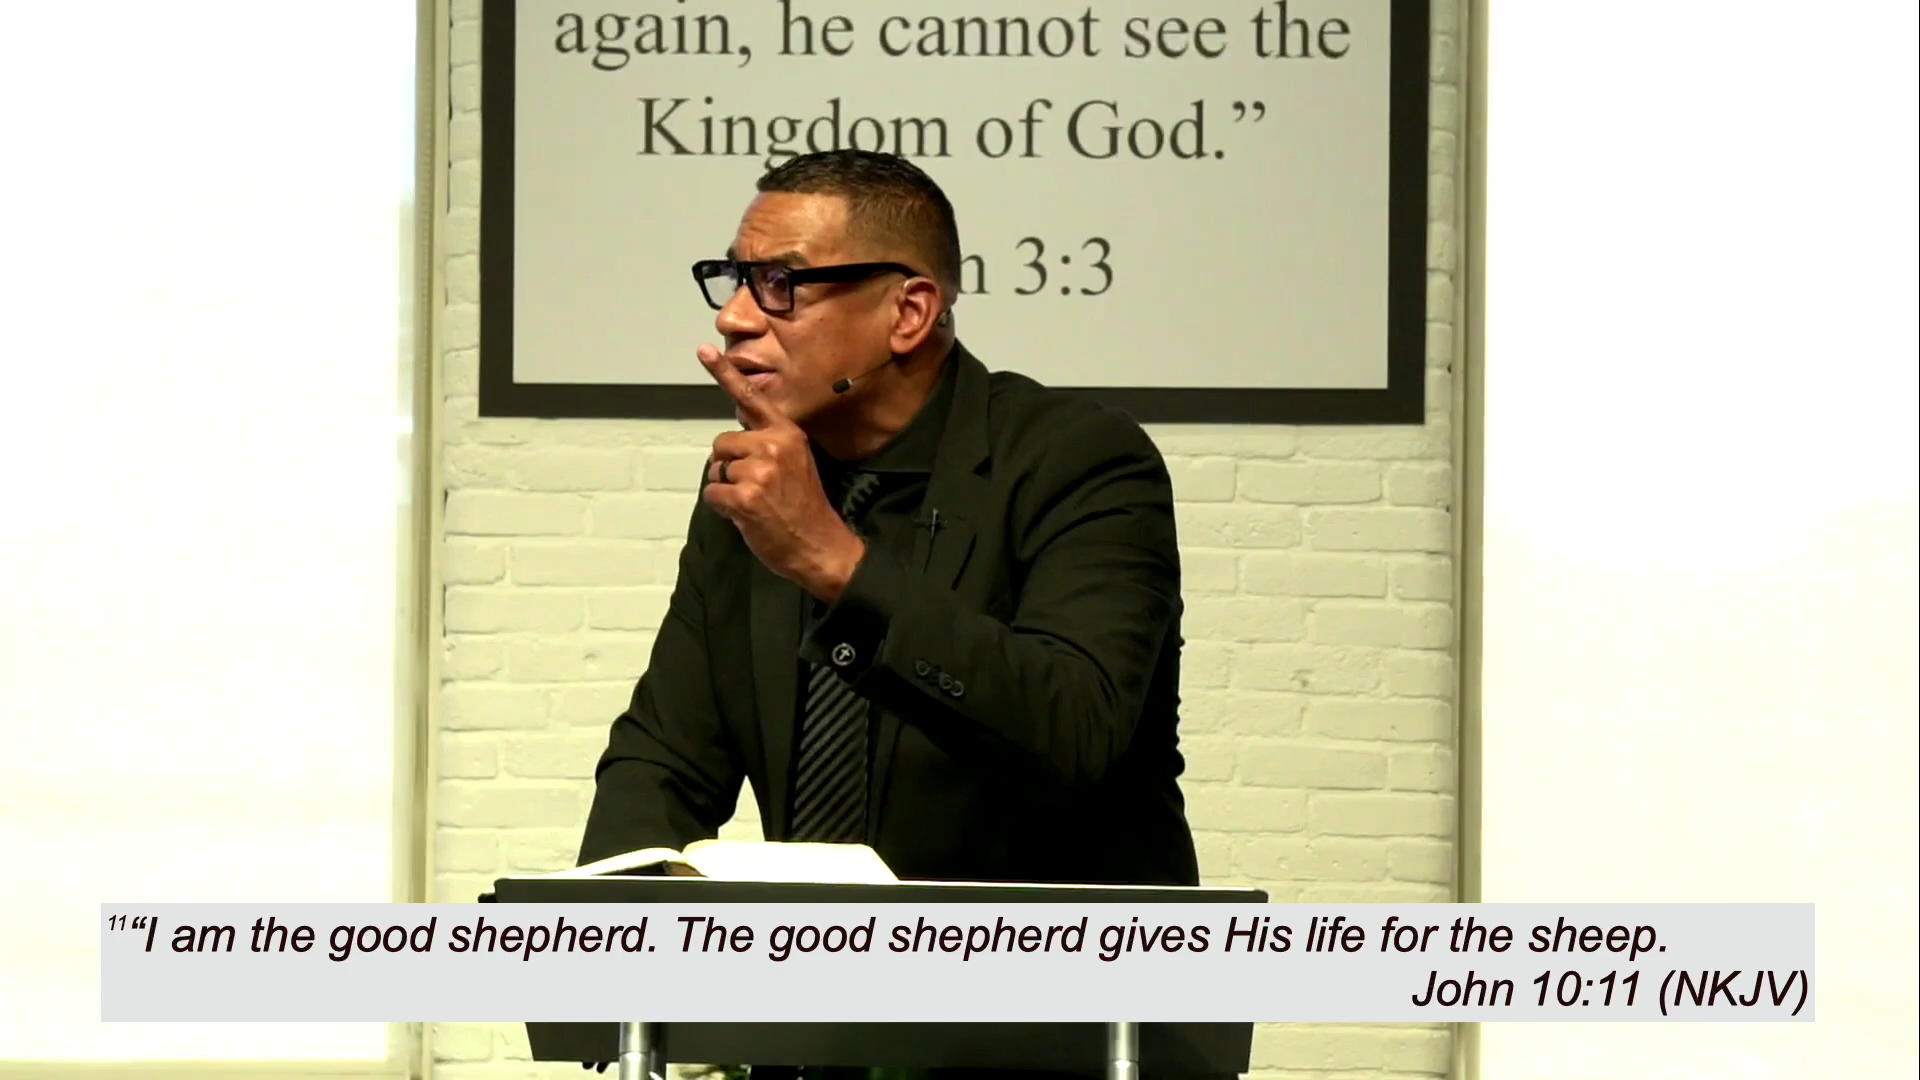 again, he cannot see the
Kingdom of God.”
n 3:3
11“I am the good shepherd. The good shepherd gives His life for the sheep.
John 10:11 (NKJV)